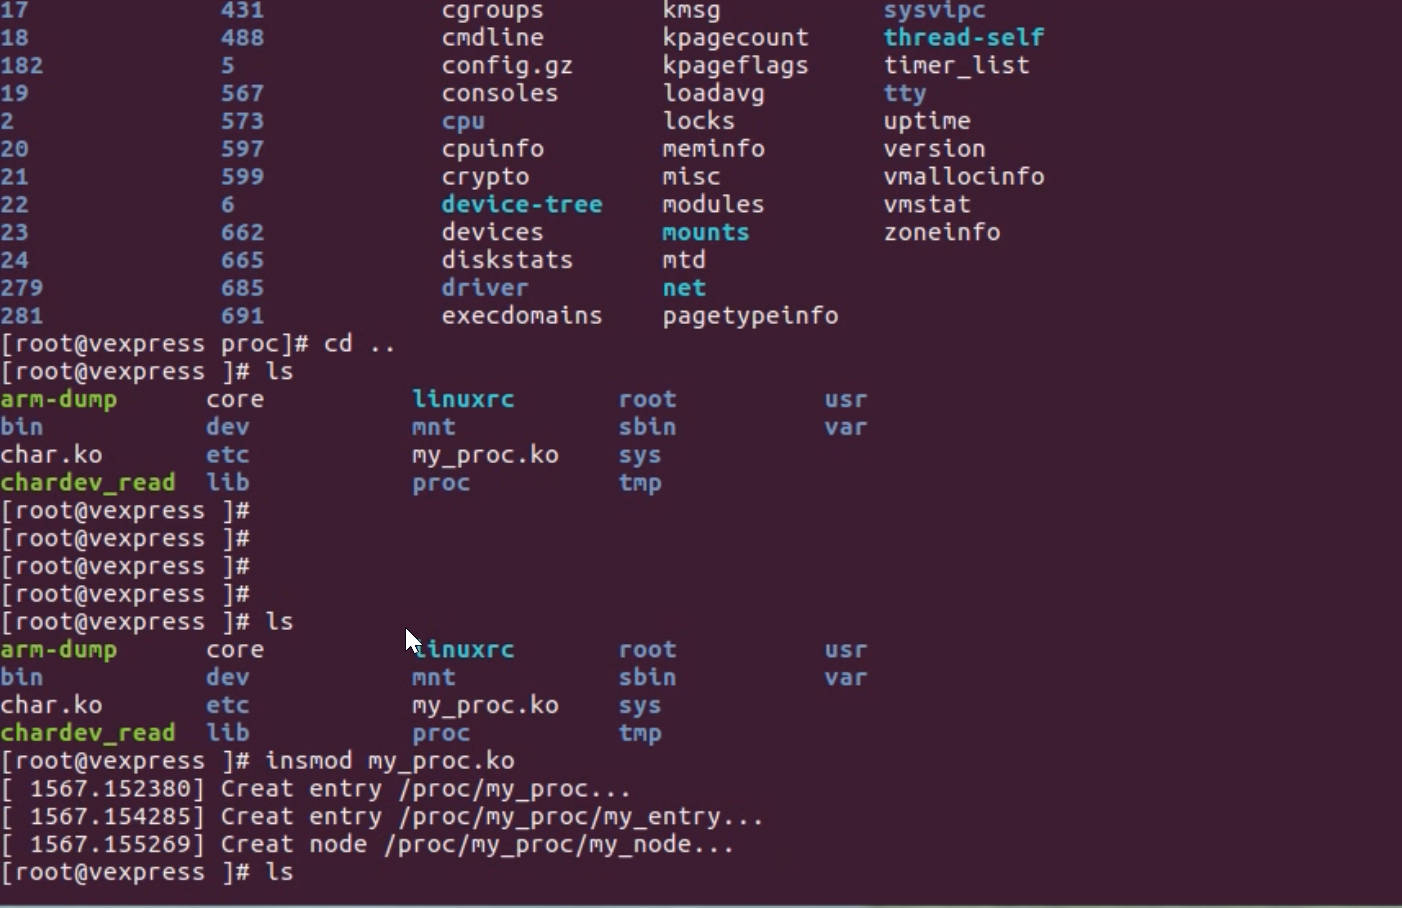 17 431 cgroups kmsg sysvipc
18 488 cmdline kpagecount thread-self
182 5 config.gz kpageflags timer_list
19 567 consoles loadavg tty
2 573 cpu locks uptime
20 597 cpuinfo meminfo version
21 599 crypto misc vmallocinfo
22 6 device-tree modules vmstat
23 662 devices mounts zoneinfo
24 665 diskstats mtd
279 685 driver net
281 691 execdomains pagetypeinfo
[root@vexpress proc]# cd ..
[root@vexpress ]# ls
arm-dump core linuxrc root usr
bin dev mnt sbin var
char.ko etc my_proc.ko sys
chardev_read lib proc tmp
[root@vexpress ]#
[root@vexpress ]#
[root@vexpress ]#
[root@vexpress ]#
[root@vexpress ]# ls
arm-dump core linuxrc root usr
bin dev mnt sbin var
char.ko etc my_proc.ko sys
chardev_read lib proc tmp
[root@vexpress ]# insmod my_proc.ko
[ 1567.152380] Creat entry /proc/my_proc...
[ 1567.154285] Creat entry /proc/my_proc/my_entry...
[ 1567.155269] Creat node /proc/my_proc/my_node...
[root@vexpress ]# ls